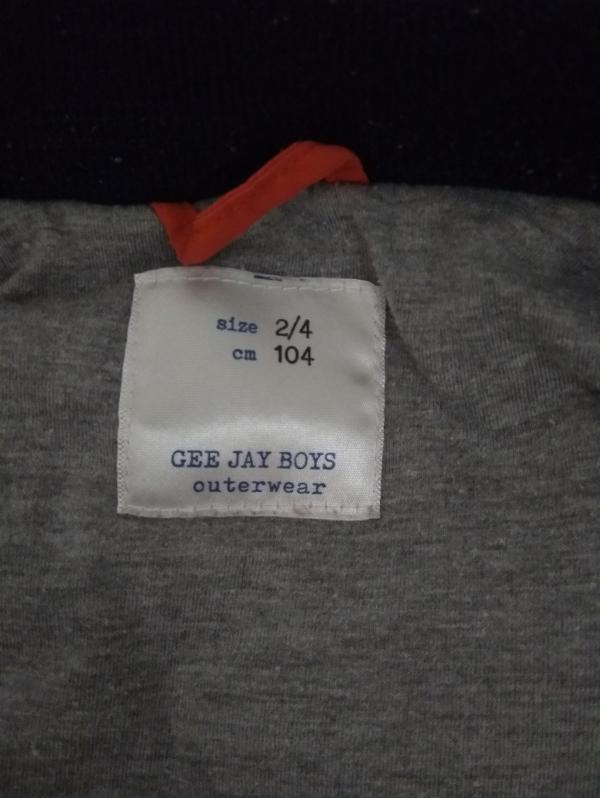 size 2/4
cm 104
GEE JAY BOYS
outerwear